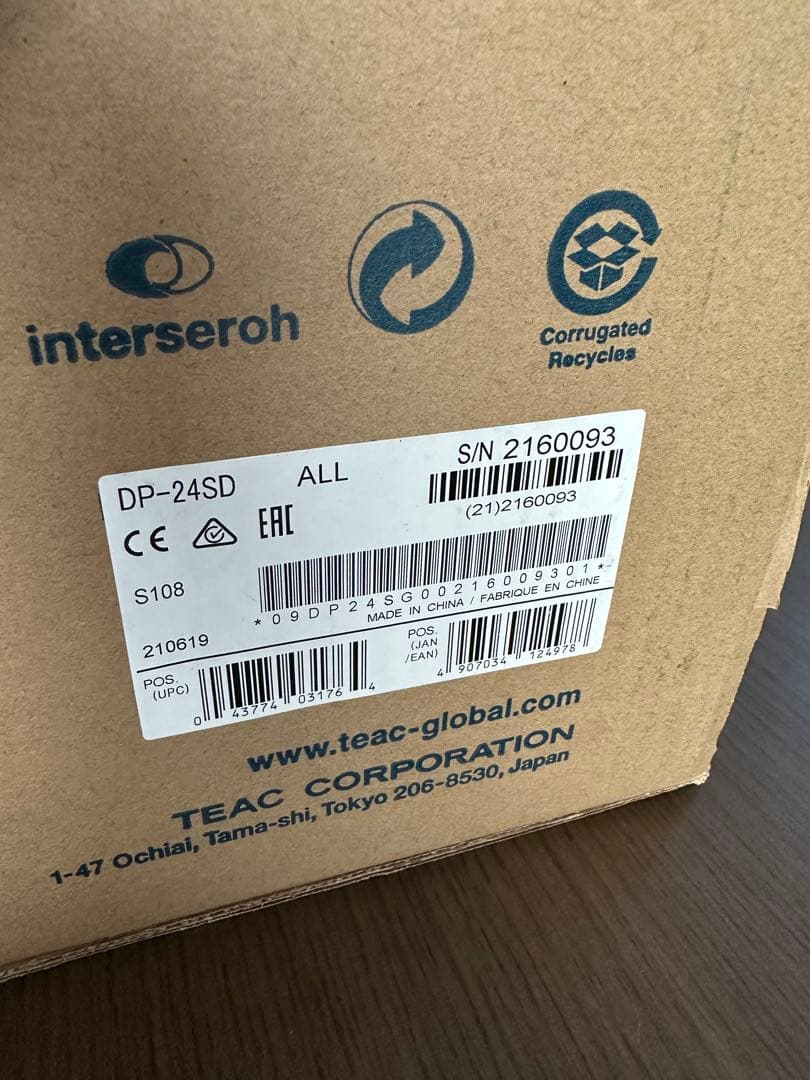 interseroh
Corrugated
Recycles
DP-24SD ALL S/N 2160093
(21)2160093
CE EAC
S108
*09DP24SG00216009301*
MADE IN CHINA / FABRIQUE EN CHINE
210619
POS.
(UPC)
0 43774 03176 4
POS.
(JAN
/EAN)
4 907034 124978
www.teac-global.com
TEAC CORPORATION
1-47 Ochiai, Tama-shi, Tokyo 206-8530, Japan